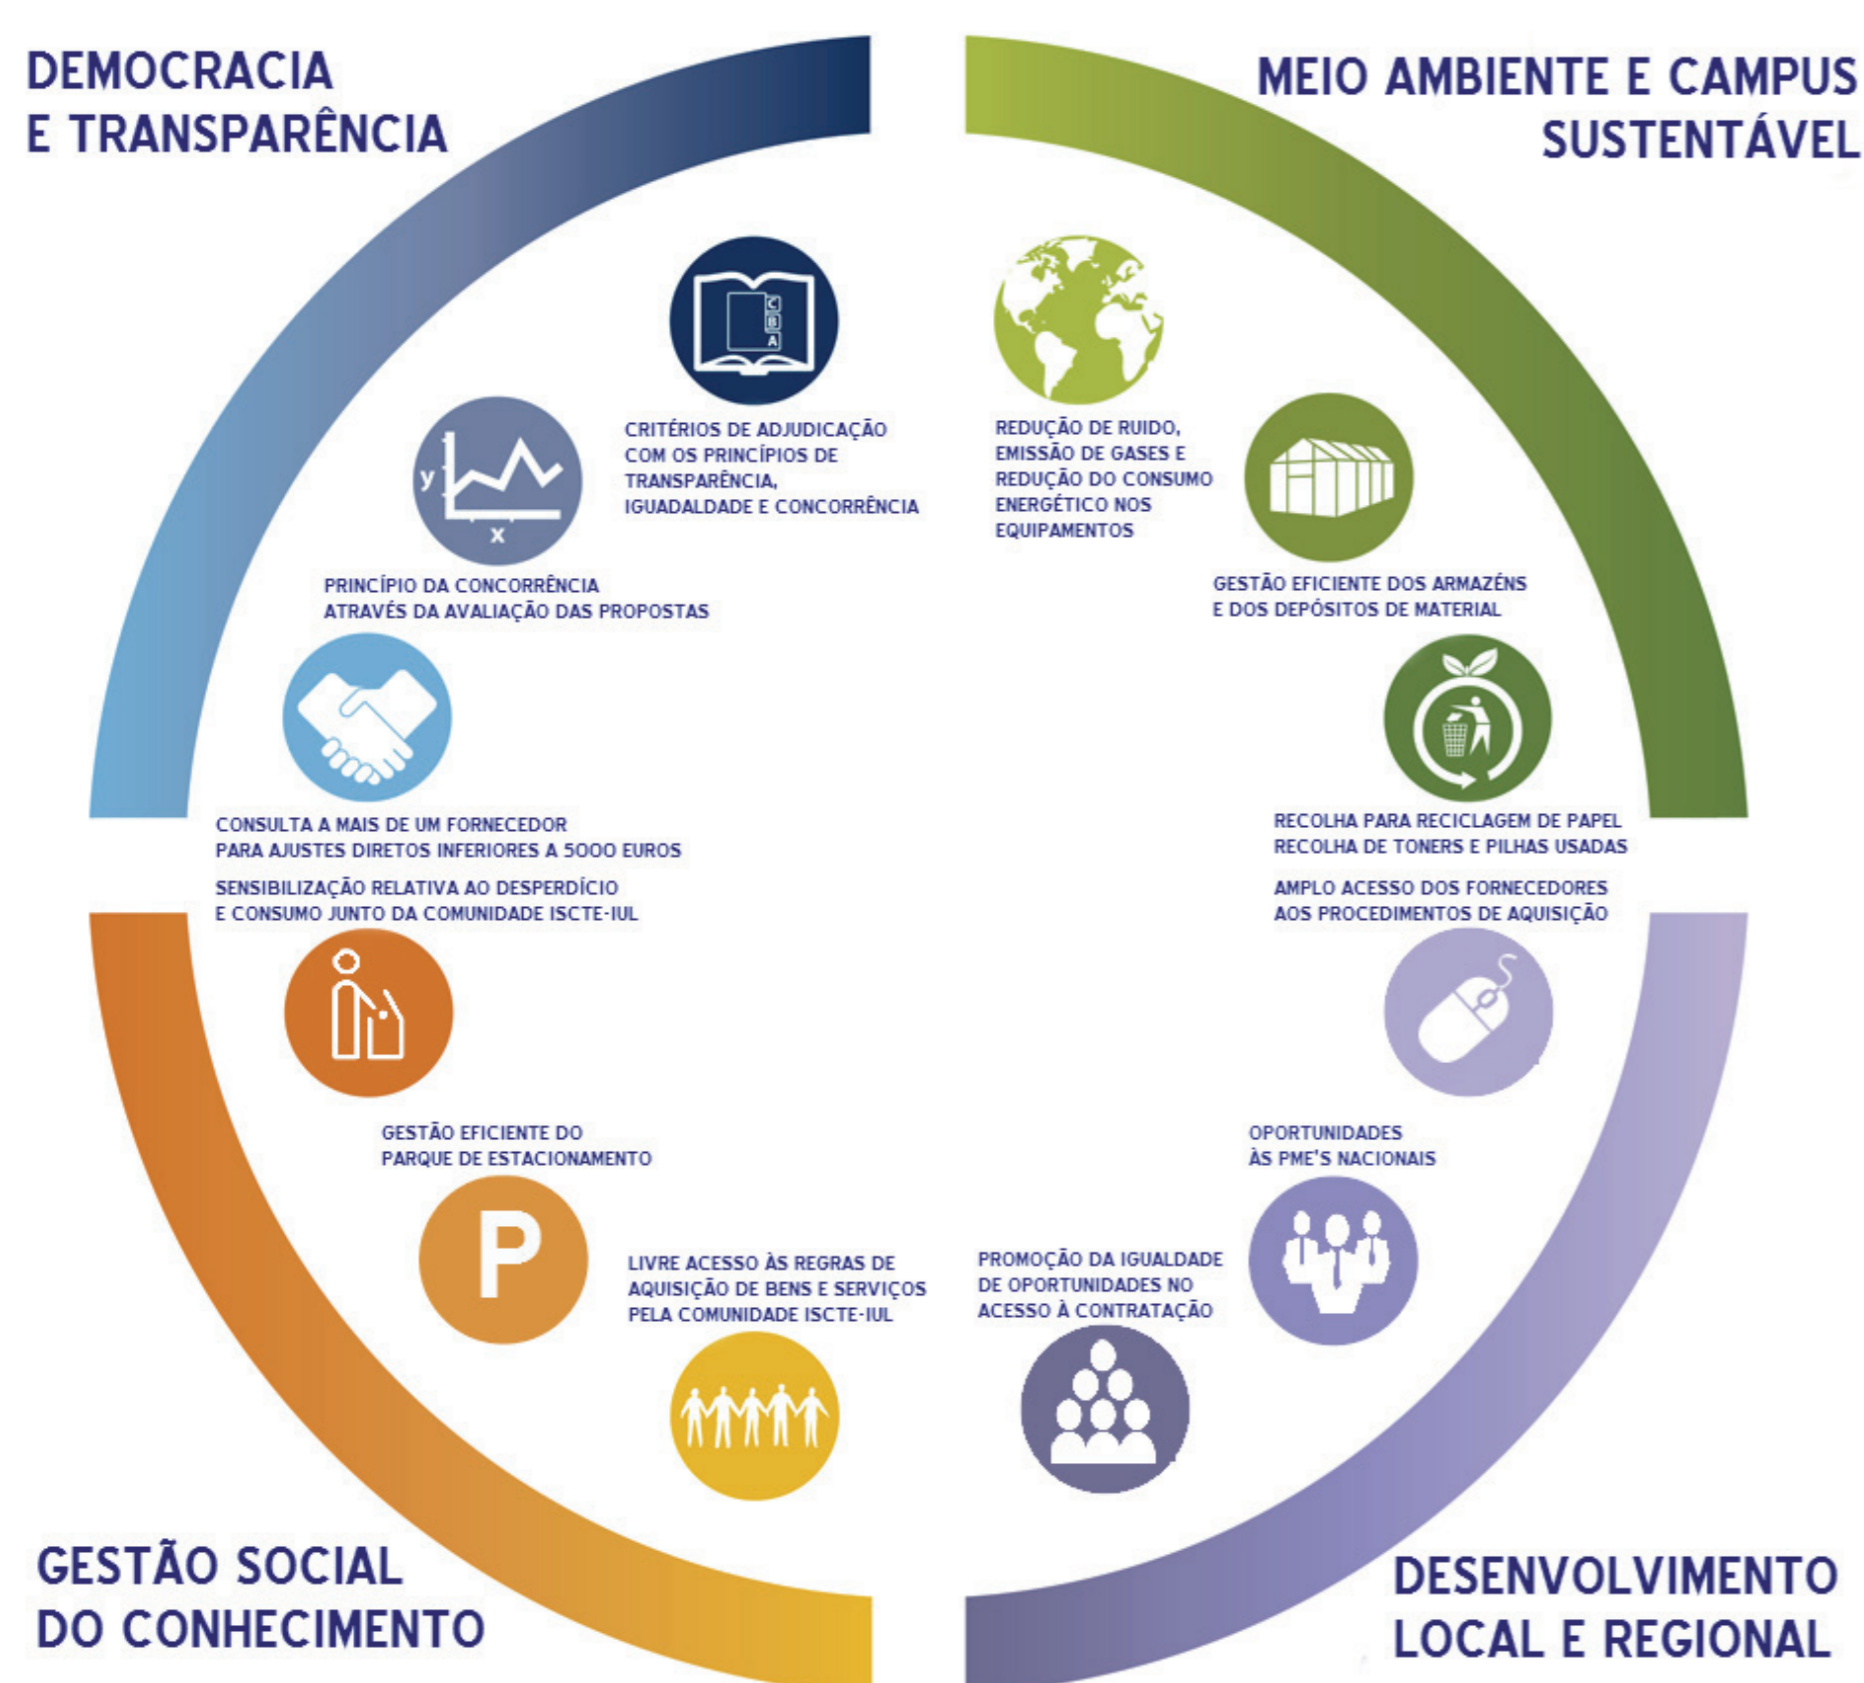 DEMOCRACIA
E TRANSPARÊNCIA
MEIO AMBIENTE E CAMPUS
SUSTENTÁVEL
C
B
A
CRITÉRIOS DE ADJUDICAÇÃO
COM OS PRINCÍPIOS DE
TRANSPARÊNCIA,
IGUADALDADE E CONCORRÊNCIA
y
x
PRINCÍPIO DA CONCORRÊNCIA
ATRAVÉS DA AVALIAÇÃO DAS PROPOSTAS
CONSULTA A MAIS DE UM FORNECEDOR
PARA AJUSTES DIRETOS INFERIORES A 5000 EUROS
REDUÇÃO DE RUIDO,
EMISSÃO DE GASES E
REDUÇÃO DO CONSUMO
ENERGÉTICO NOS
EQUIPAMENTOS
GESTÃO EFICIENTE DOS ARMAZÉNS
E DOS DEPÓSITOS DE MATERIAL
RECOLHA PARA RECICLAGEM DE PAPEL
RECOLHA DE TONERS E PILHAS USADAS
SENSIBILIZAÇÃO RELATIVA AO DESPERDÍCIO
E CONSUMO JUNTO DA COMUNIDADE ISCTE-IUL
GESTÃO EFICIENTE DO
PARQUE DE ESTACIONAMENTO
P
LIVRE ACESSO ÀS REGRAS DE
AQUISIÇÃO DE BENS E SERVIÇOS
PELA COMUNIDADE ISCTE-IUL
AMPLO ACESSO DOS FORNECEDORES
AOS PROCEDIMENTOS DE AQUISIÇÃO
OPORTUNIDADES
ÀS PME'S NACIONAIS
PROMOÇÃO DA IGUALDADE
DE OPORTUNIDADES NO
ACESSO À CONTRATAÇÃO
GESTÃO SOCIAL
DO CONHECIMENTO
DESENVOLVIMENTO
LOCAL E REGIONAL